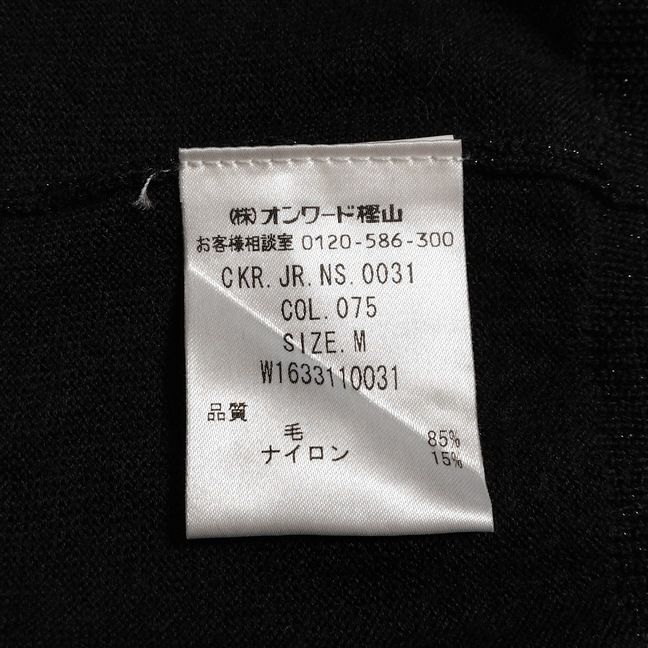 (株)オンワード樫山
お客様相談室 0120-586-300
CKR.JR.NS.0031
COL.075
SIZE.M
W1633110031
品質
毛 85%
ナイロン 15%